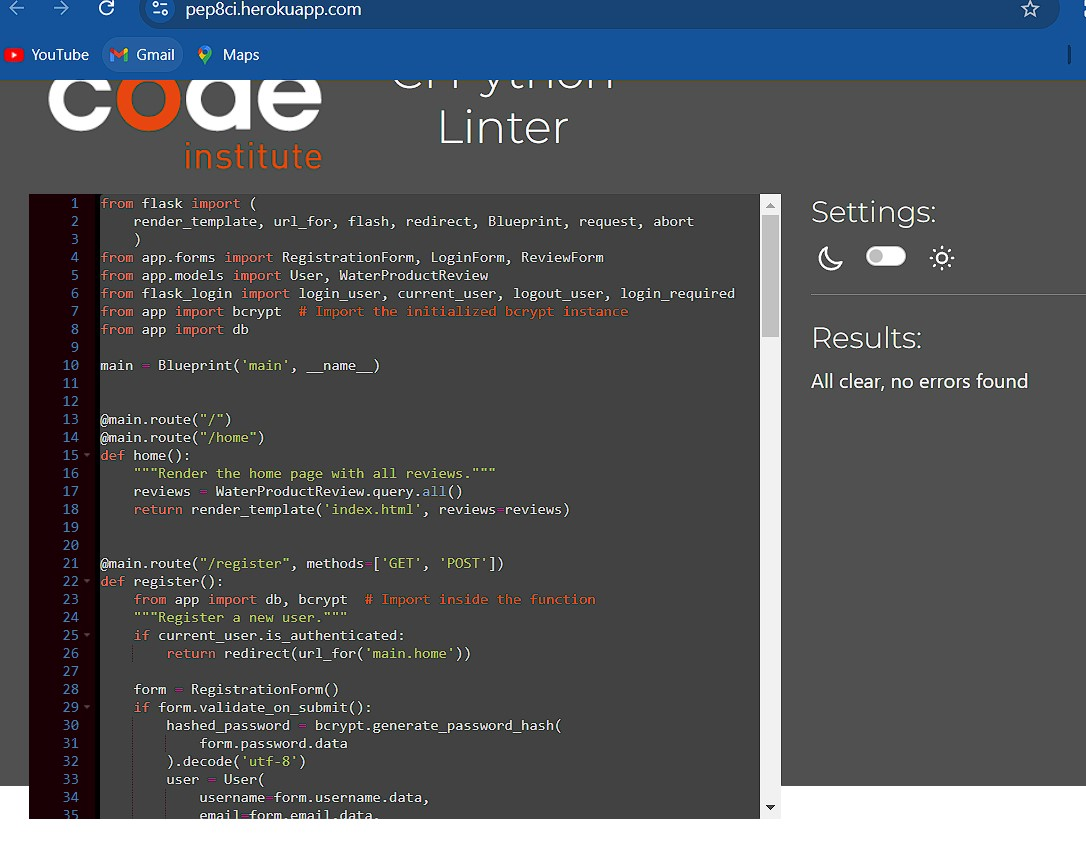 pep8ci.herokuapp.com
YouTube
Gmail
Maps
code
institute
CI Python
Linter
1 from flask import (
2     render_template, url_for, flash, redirect, Blueprint, request, abort
3     )
4 from app.forms import RegistrationForm, LoginForm, ReviewForm
5 from app.models import User, WaterProductReview
6 from flask_login import login_user, current_user, logout_user, login_required
7 from app import bcrypt  # Import the initialized bcrypt instance
8 from app import db
9
10 main = Blueprint('main', __name__)
11
12
13 @main.route("/")
14 @main.route("/home")
15 def home():
16     """Render the home page with all reviews."""
17     reviews = WaterProductReview.query.all()
18     return render_template('index.html', reviews=reviews)
19
20
21 @main.route("/register", methods=['GET', 'POST'])
22 def register():
23     from app import db, bcrypt  # Import inside the function
24     """Register a new user."""
25     if current_user.is_authenticated:
26         return redirect(url_for('main.home'))
27
28     form = RegistrationForm()
29     if form.validate_on_submit():
30         hashed_password = bcrypt.generate_password_hash(
31             form.password.data
32         ).decode('utf-8')
33         user = User(
34             username=form.username.data,
35             email=form.email.data,
Settings:
Results:
All clear, no errors found